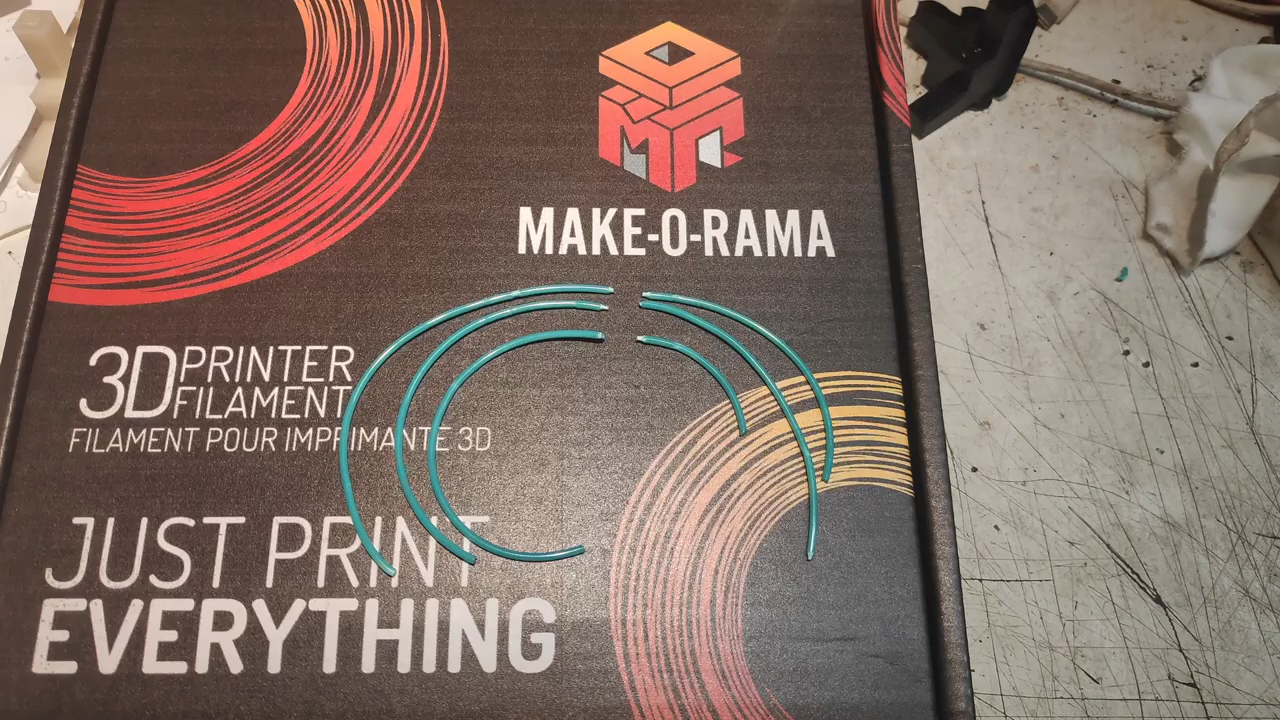 MAKE-O-RAMA
3D PRINTER
FILAMENT
FILAMENT POUR IMPRIMANTE 3D
JUST PRINT
EVERYTHING